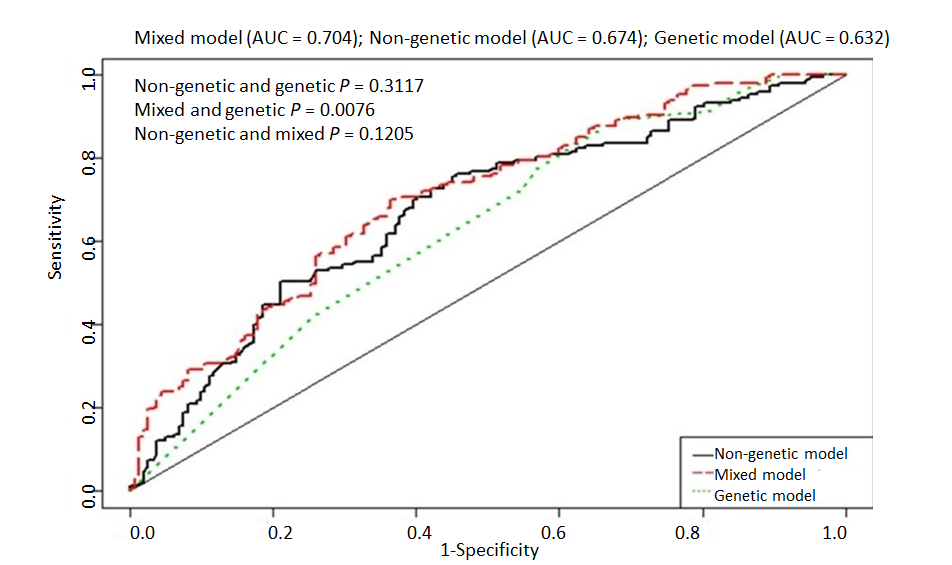 Mixed model (AUC = 0.704); Non-genetic model (AUC = 0.674); Genetic model (AUC = 0.632)
Non-genetic and genetic P = 0.3117
Mixed and genetic P = 0.0076
Non-genetic and mixed P = 0.1205
Sensitivity
1.0
0.8
0.6
0.4
0.2
0.0
Non-genetic model
Mixed model
Genetic model
0.0 0.2 0.4 0.6 0.8 1.0
1-Specificity